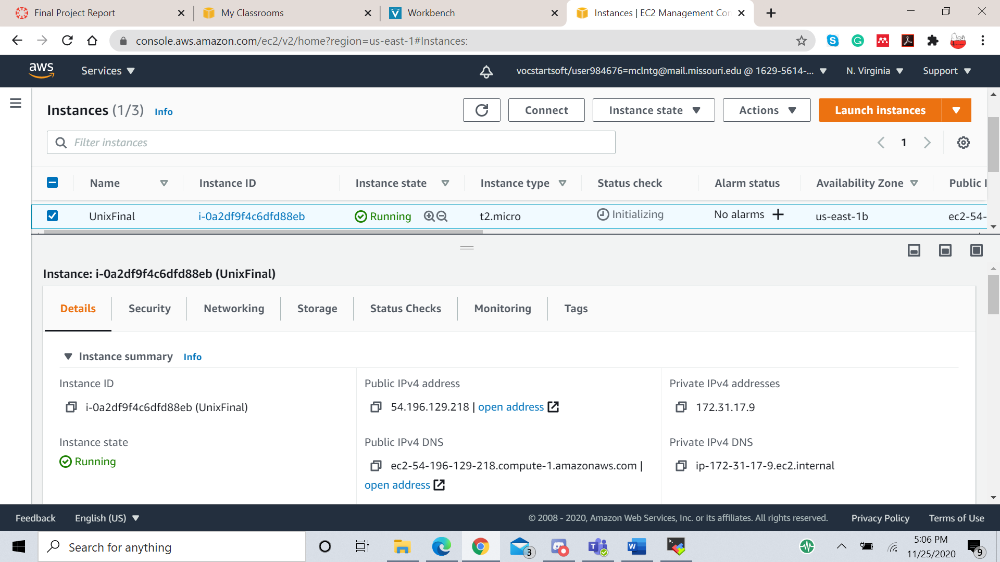 Final Project Report
My Classrooms
Workbench
Instances | EC2 Management Cor
console.aws.amazon.com/ec2/v2/home?region=us-east-1#Instances:
aws
Services
vocstartsoft/user984676=mclntg@mail.missouri.edu @ 1629-5614-...
N. Virginia
Support
Instances (1/3) Info
Connect
Instance state
Actions
Launch instances
Filter instances
1
Name
Instance ID
Instance state
Instance type
Status check
Alarm status
Availability Zone
Public I
UnixFinal
i-0a2df9f4c6dfd88eb
Running
t2.micro
Initializing
No alarms
us-east-1b
ec2-54-
Instance: i-0a2df9f4c6dfd88eb (UnixFinal)
Details
Security
Networking
Storage
Status Checks
Monitoring
Tags
Instance summary Info
Instance ID
Public IPv4 address
Private IPv4 addresses
i-0a2df9f4c6dfd88eb (UnixFinal)
54.196.129.218 | open address
172.31.17.9
Instance state
Public IPv4 DNS
Private IPv4 DNS
Running
ec2-54-196-129-218.compute-1.amazonaws.com |
open address
ip-172-31-17-9.ec2.internal
Feedback
English (US)
© 2008 - 2020, Amazon Web Services, Inc. or its affiliates. All rights reserved.
Privacy Policy
Terms of Use
Search for anything
3
5:06 PM
11/25/2020
9